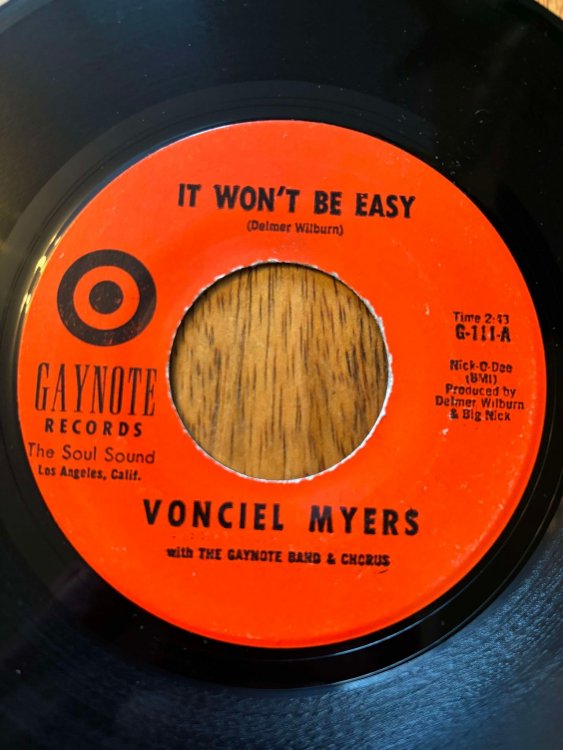 IT WON'T BE EASY
(Delmer Wilburn)
Time 2:43
G-111-A
Nick-O-Dee
(BMI)
Produced by
Delmer Wilburn
& Big Nick
GAYNOTE
RECORDS
The Soul Sound
Los Angeles, Calif.
VONCIEL MYERS
with THE GAYNOTE BAND & CHORUS